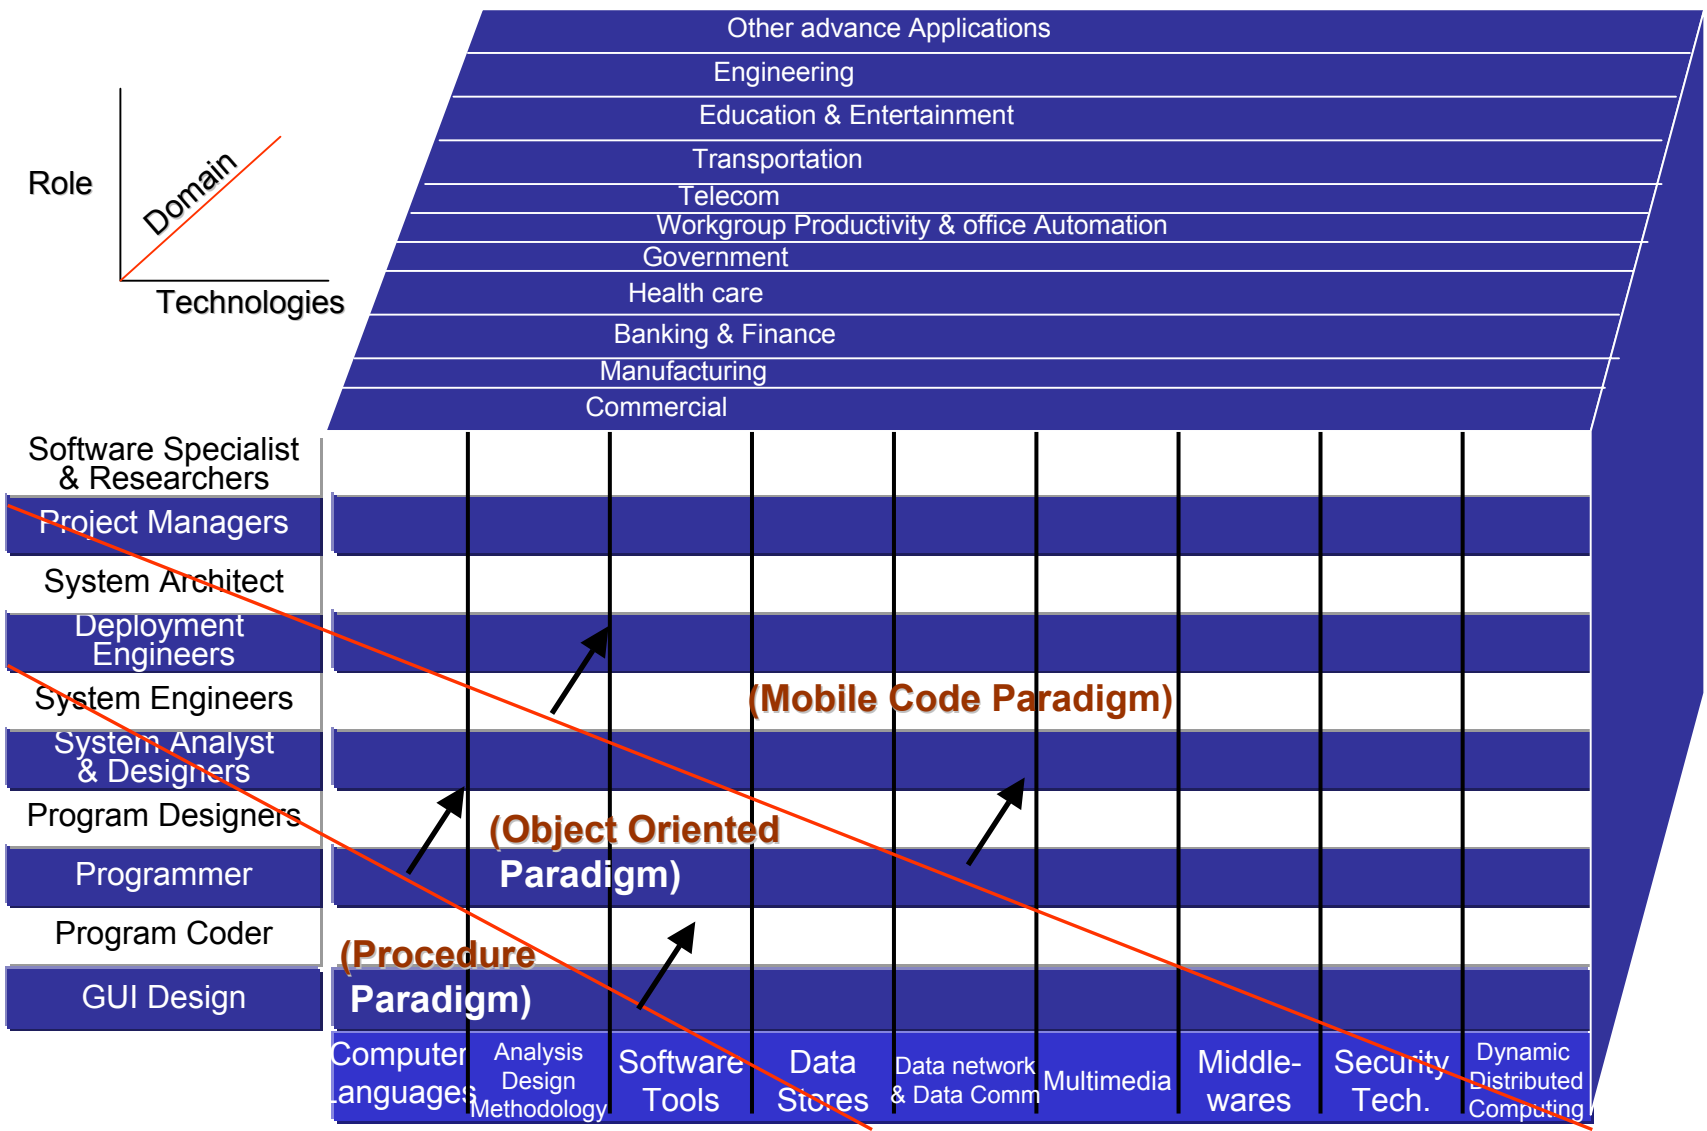 Other advance Applications
Engineering
Education & Entertainment
Transportation
Telecom
Workgroup Productivity & office Automation
Government
Health care
Banking & Finance
Manufacturing
Commercial
Role
Domain
Technologies
Software Specialist
& Researchers
Project Managers
System Architect
Deployment
Engineers
System Engineers
System Analyst
& Designers
Program Designers
Programmer
Program Coder
GUI Design
(Mobile Code Paradigm)
(Object Oriented
Paradigm)
(Procedure
Paradigm)
Computer
Languages
Analysis
Design
Methodology
Software
Tools
Data
Stores
Data network
& Data Comm
Multimedia
Middle-
wares
Security
Tech.
Dynamic
Distributed
Computing